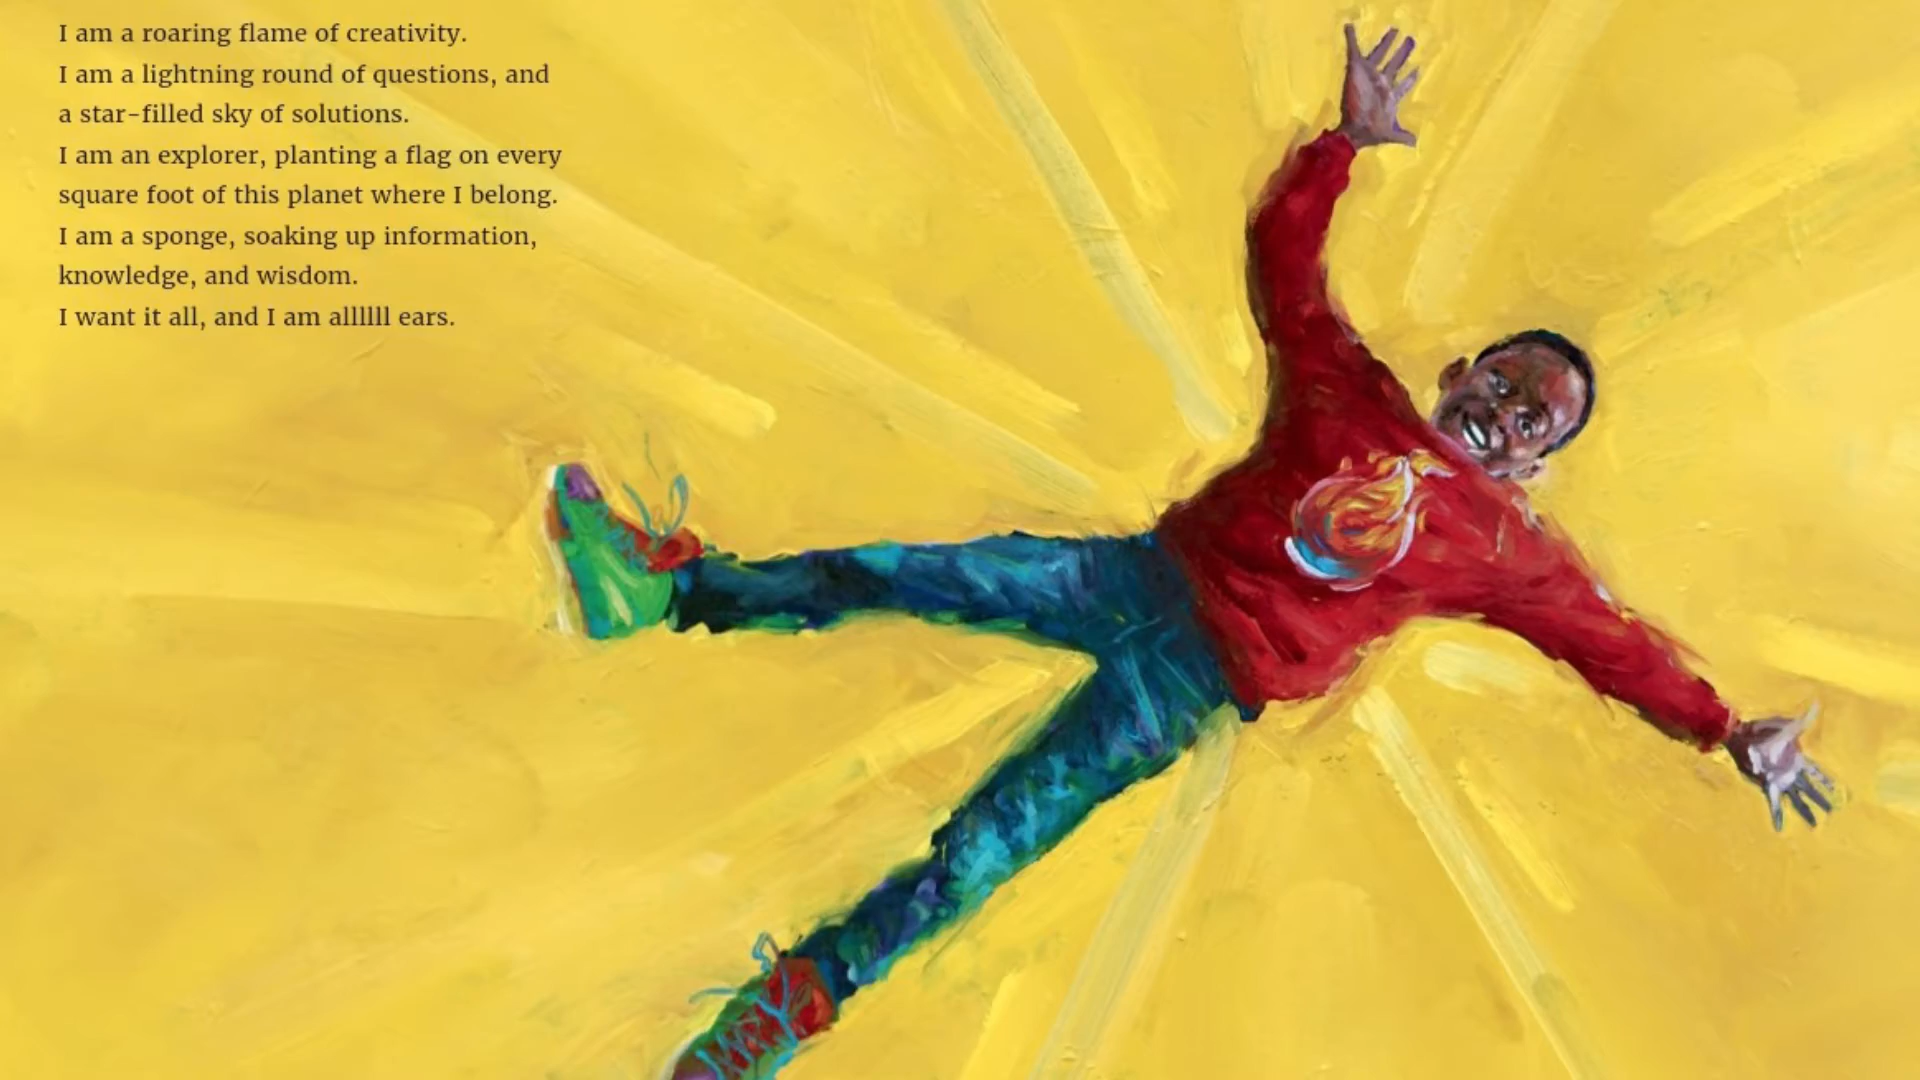 I am a roaring flame of creativity.
I am a lightning round of questions, and
a star-filled sky of solutions.
I am an explorer, planting a flag on every
square foot of this planet where I belong.
I am a sponge, soaking up information,
knowledge, and wisdom.
I want it all, and I am allllll ears.